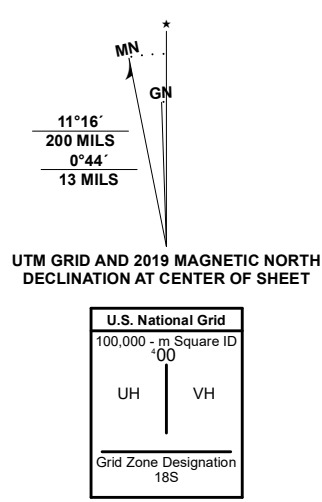 ★
MN
GN
11°16´
200 MILS
0°44´
13 MILS
UTM GRID AND 2019 MAGNETIC NORTH
DECLINATION AT CENTER OF SHEET
U.S. National Grid
100,000 - m Square ID
⁴00
UH VH
Grid Zone Designation
18S